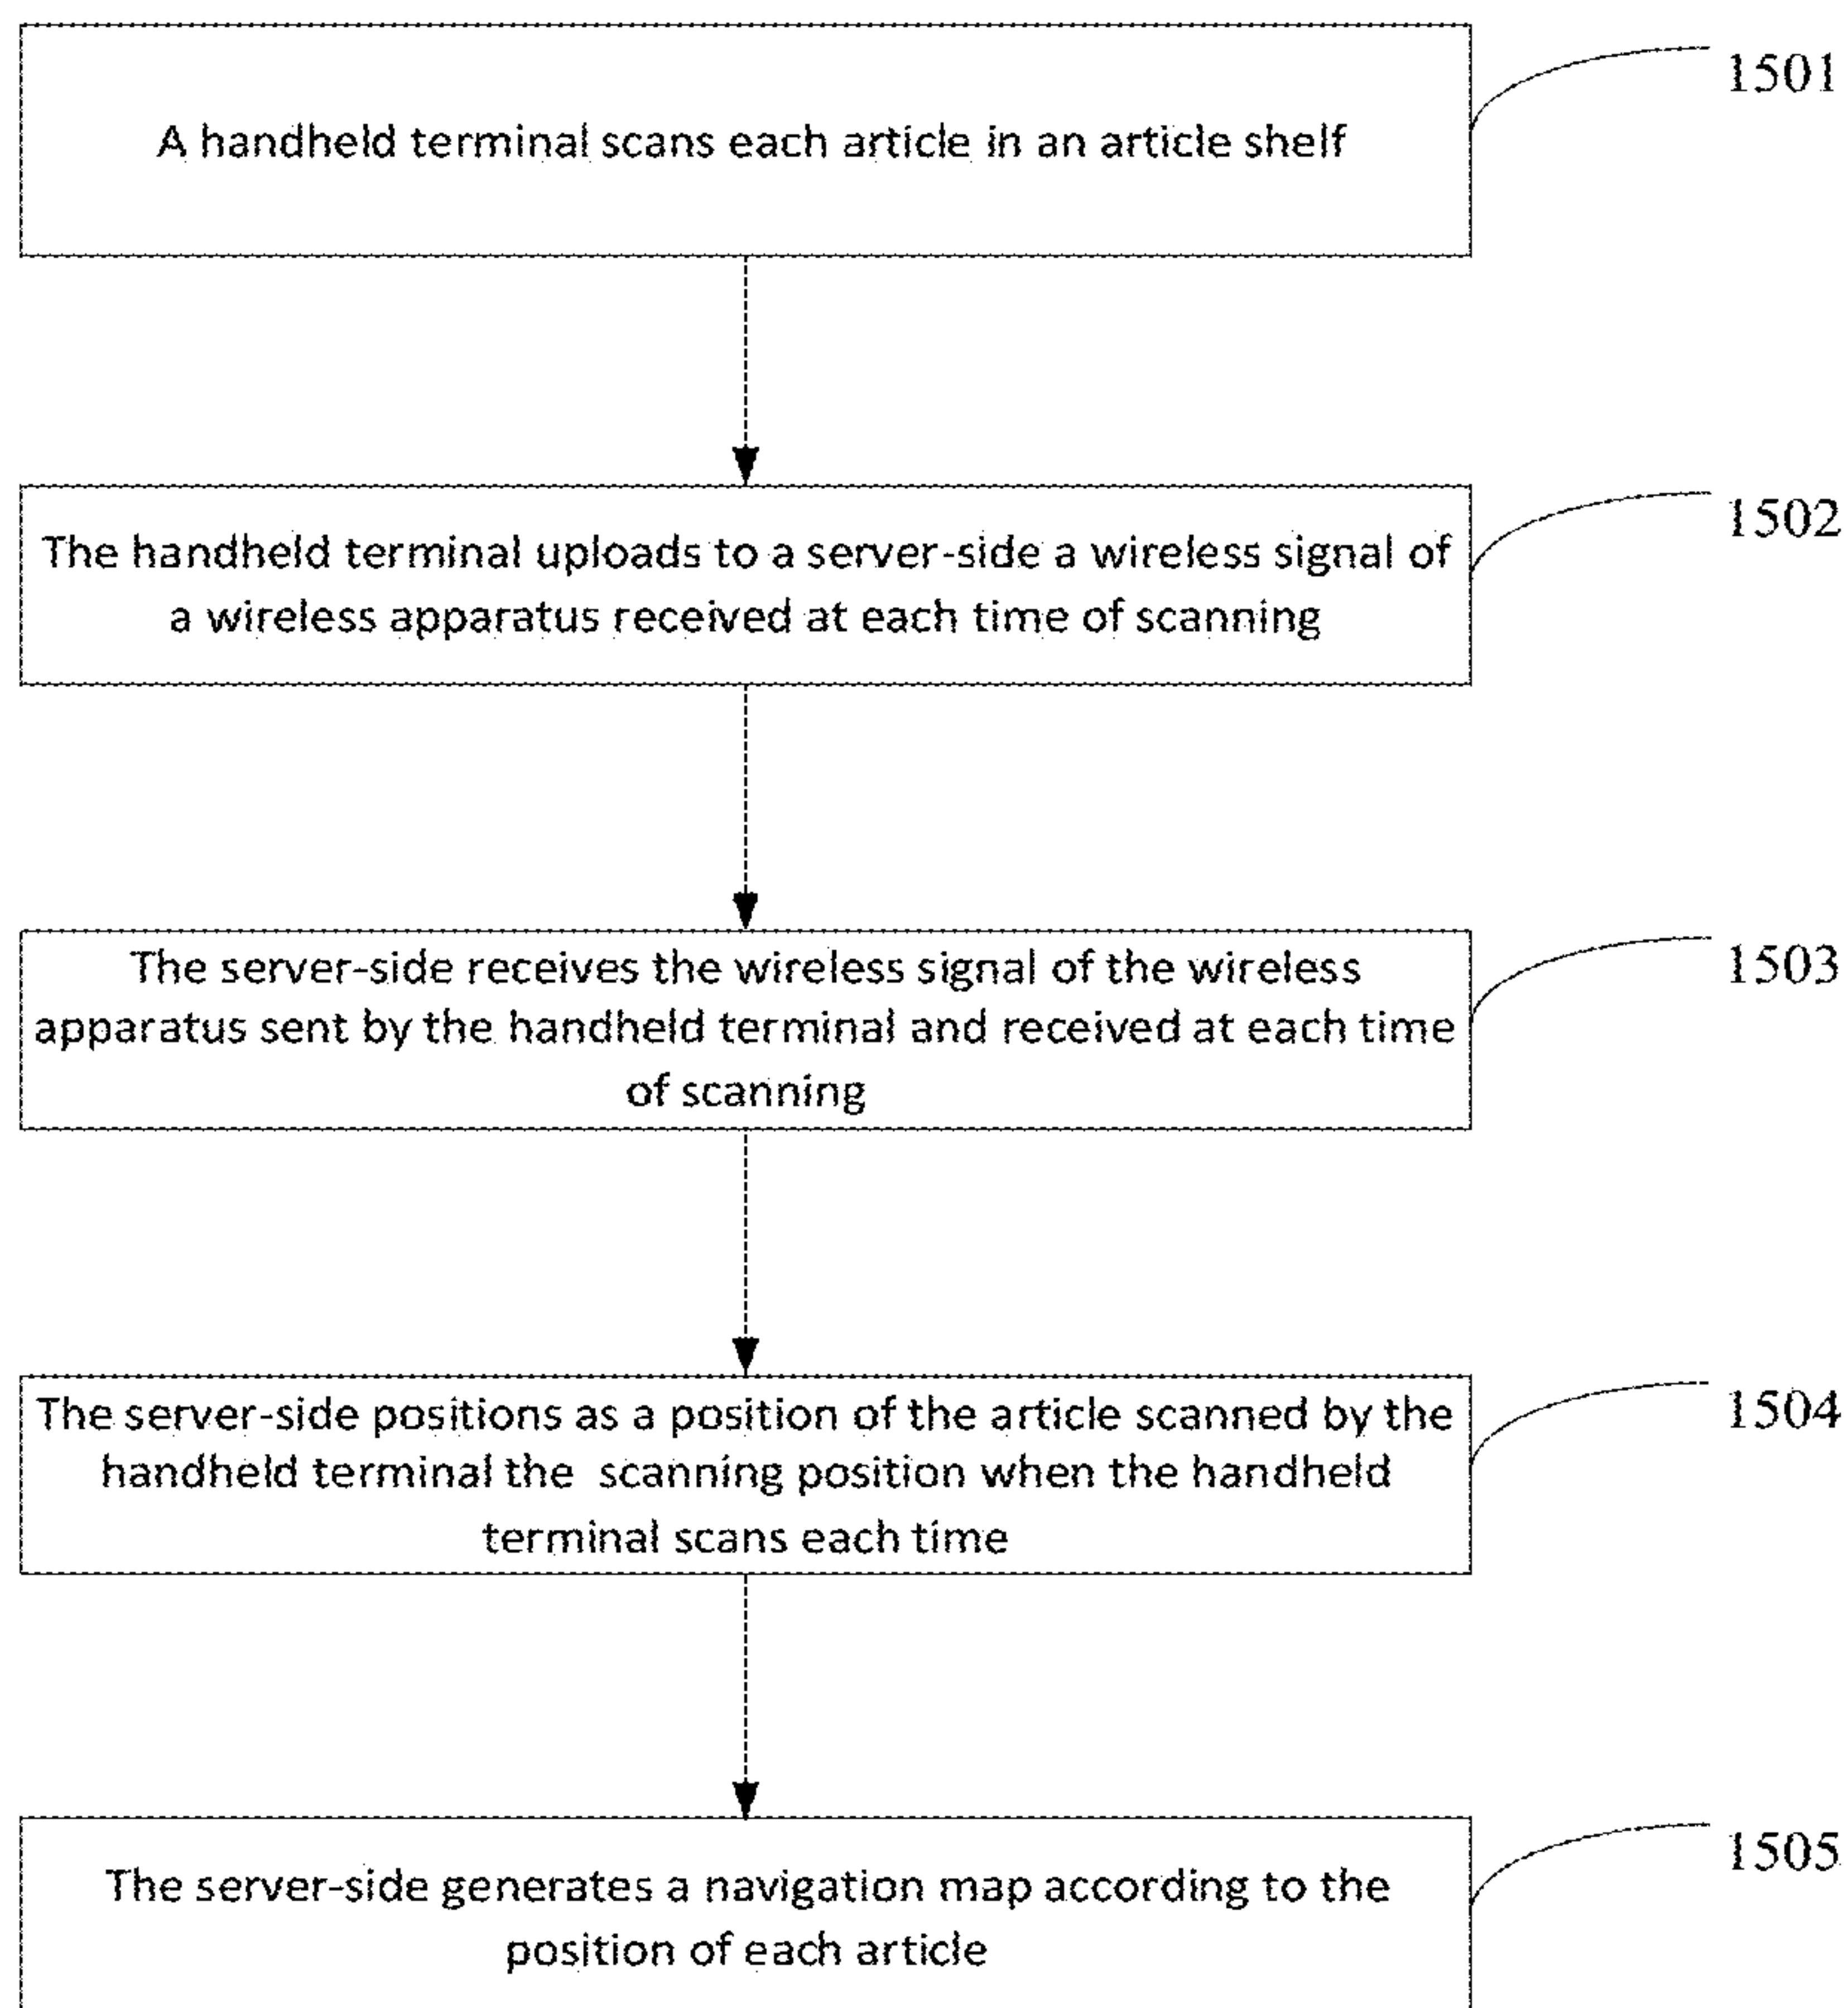 A handheld terminal scans each article in an article shelf
1501
The handheld terminal uploads to a server-side a wireless signal of
a wireless apparatus received at each time of scanning
1502
The server-side receives the wireless signal of the wireless
apparatus sent by the handheld terminal and received at each time
of scanning
1503
The server-side positions as a position of the article scanned by the
handheld terminal the scanning position when the handheld
terminal scans each time
1504
The server-side generates a navigation map according to the
position of each article
1505